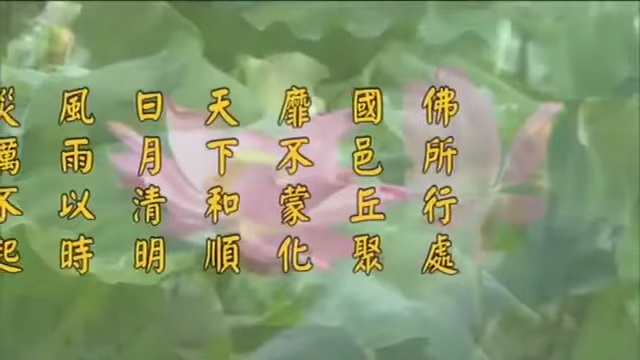 佛所行處
國邑丘聚
靡不蒙化
天下和順
日月清明
風雨以時
災厲不起